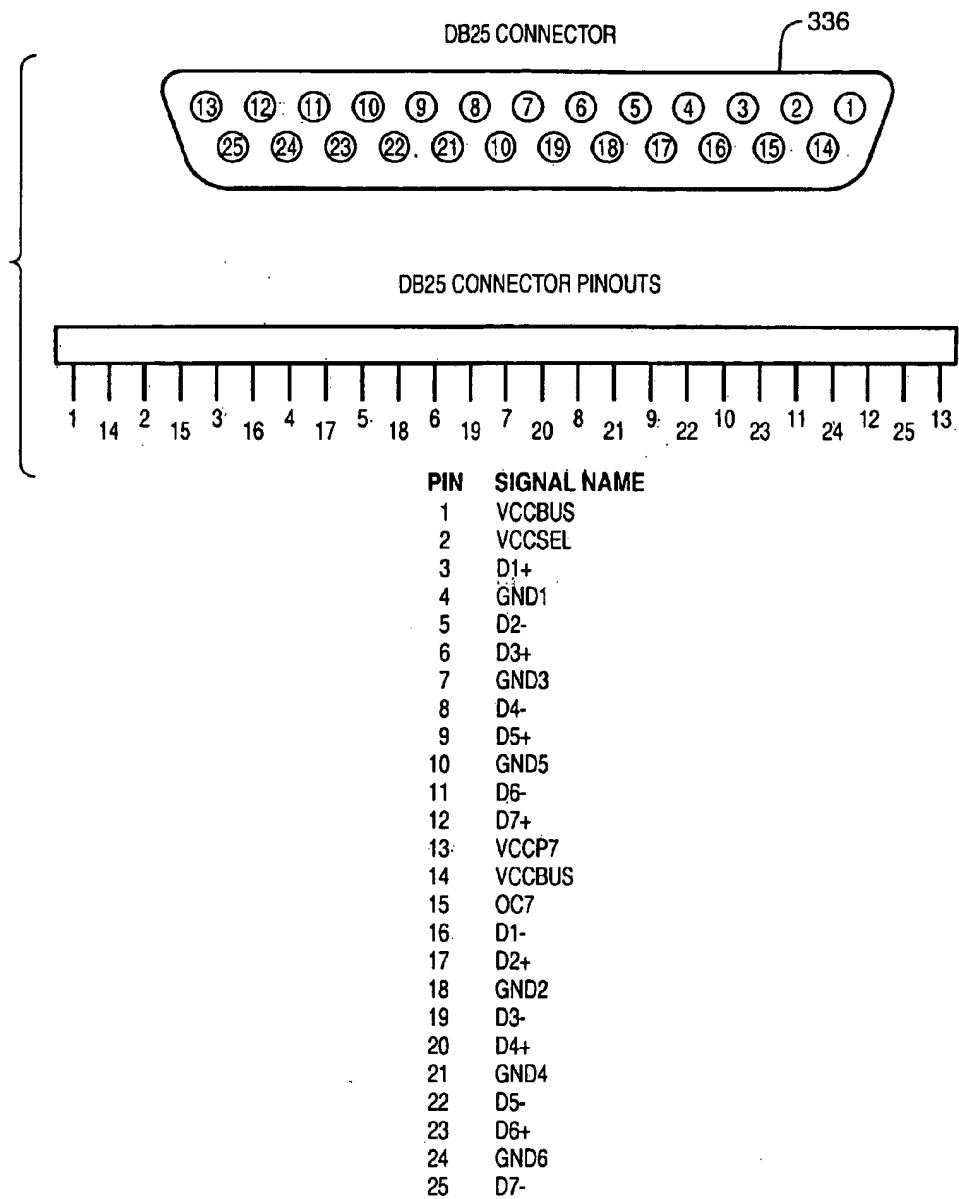 DB25 CONNECTOR
336
13 12 11 10 9 8 7 6 5 4 3 2 1
25 24 23 22 21 10 19 18 17 16 15 14
DB25 CONNECTOR PINOUTS
1 14 2 15 3 16 4 17 5 18 6 19 7 20 8 21 9 22 10 23 11 24 12 25 13
PIN SIGNAL NAME
1 VCCBUS
2 VCCSEL
3 D1+
4 GND1
5 D2-
6 D3+
7 GND3
8 D4-
9 D5+
10 GND5
11 D6-
12 D7+
13 VCCP7
14 VCCBUS
15 OC7
16 D1-
17 D2+
18 GND2
19 D3-
20 D4+
21 GND4
22 D5-
23 D6+
24 GND6
25 D7-